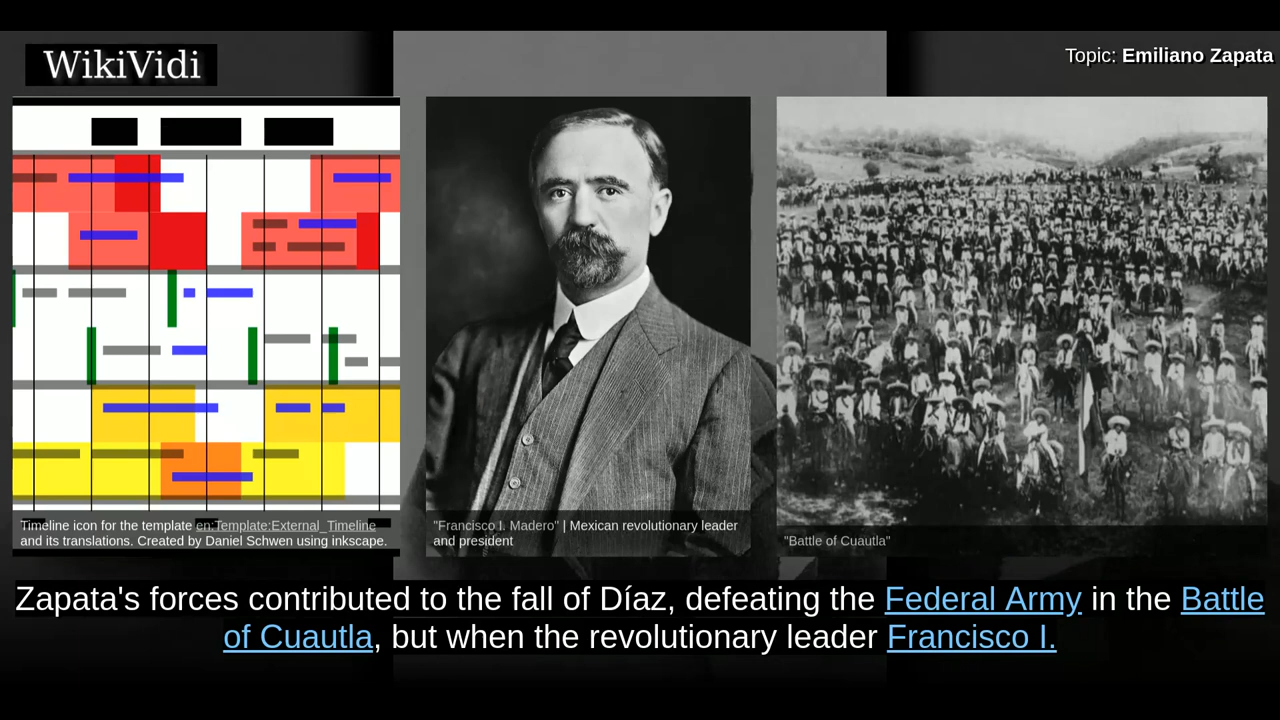 WikiVidi
Topic: Emiliano Zapata
Timeline icon for the template en:Template:External_Timeline
and its translations. Created by Daniel Schwen using inkscape.
"Francisco I. Madero" | Mexican revolutionary leader
and president
"Battle of Cuautla"
Zapata's forces contributed to the fall of Díaz, defeating the Federal Army in the Battle
of Cuautla, but when the revolutionary leader Francisco I.